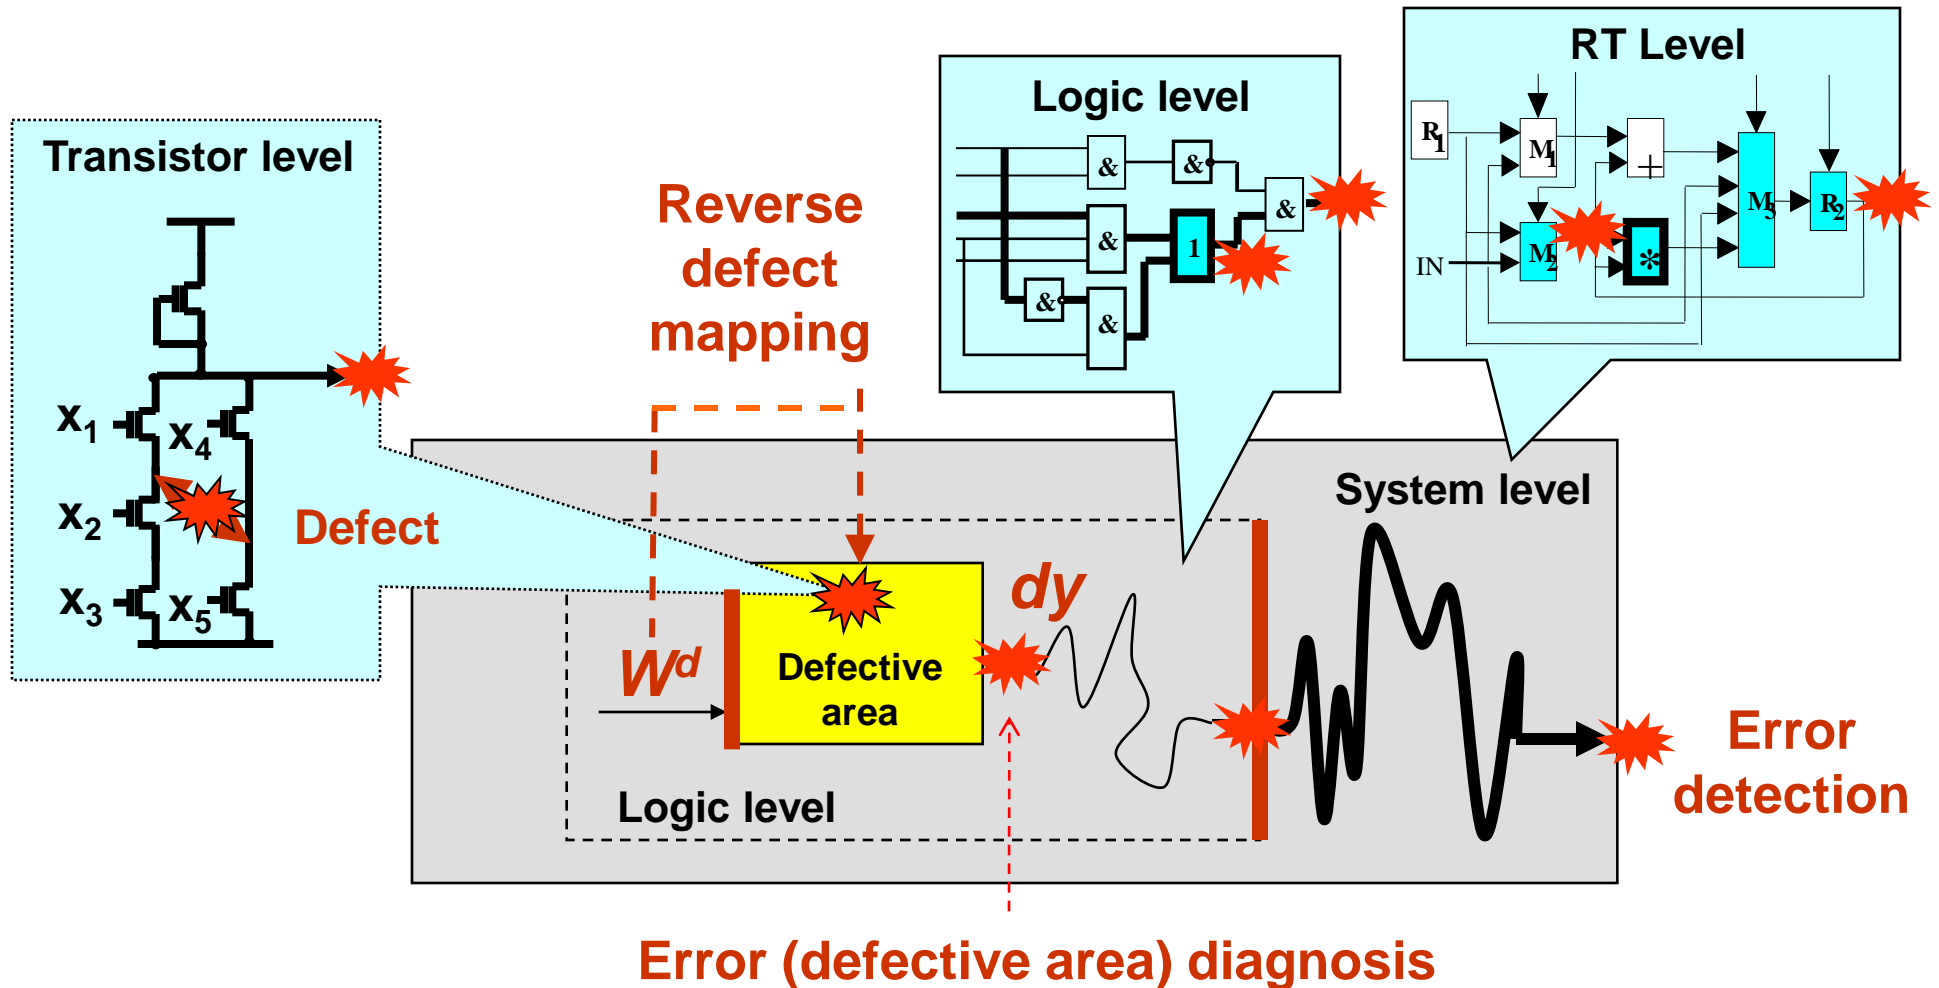 Transistor level
x1
x4
x2
x3
x5
Defect
Reverse
defect
mapping
Logic level
&
&
&
&
1
&
&
RT Level
R1
M1
+
M2
*
M3
R2
IN
System level
Wd
Defective
area
dy
Logic level
Error
detection
Error (defective area) diagnosis